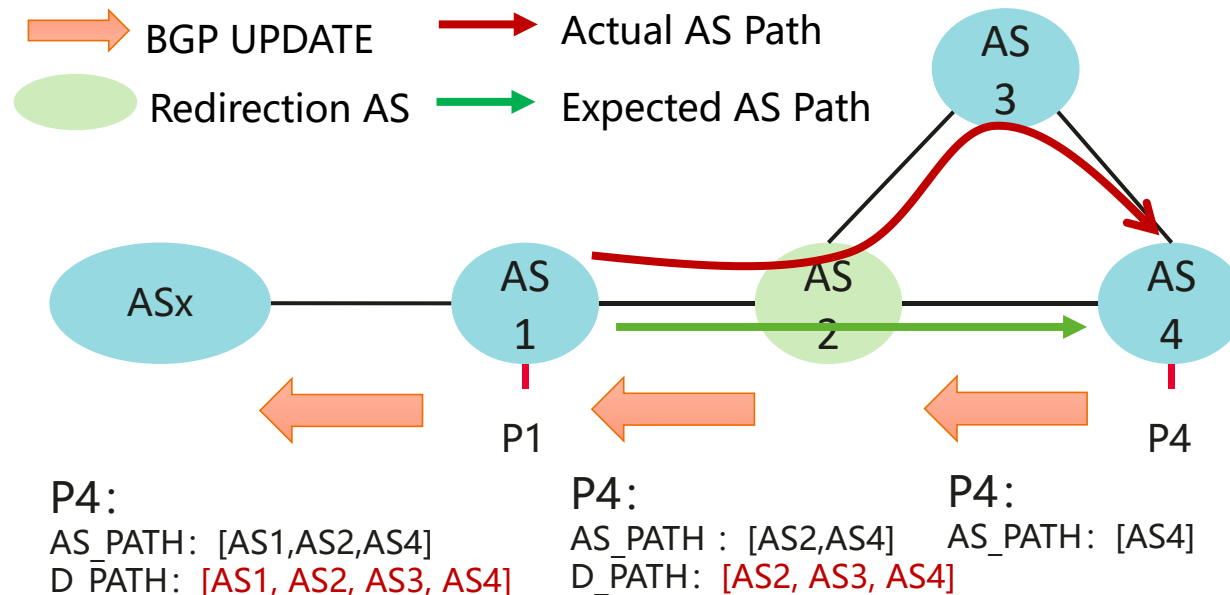 BGP UPDATE
Actual AS Path
Redirection AS
Expected AS Path
AS
3
ASx
AS
1
AS
2
AS
4
P1
P4
P4：
AS_PATH：[AS1,AS2,AS4]
D_PATH：[AS1, AS2, AS3, AS4]
P4：
AS_PATH：[AS2,AS4]
D_PATH：[AS2, AS3, AS4]
P4：
AS_PATH：[AS4]